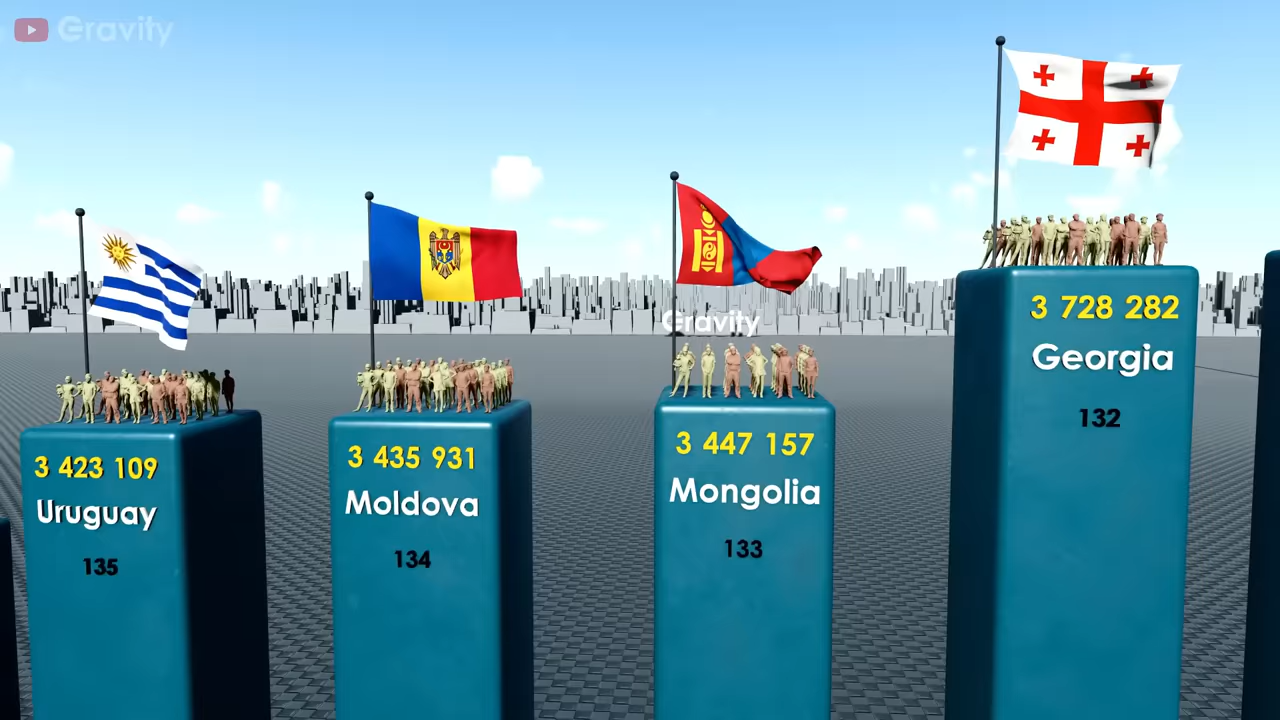 Gravity
3 423 109
Uruguay
135
3 435 931
Moldova
134
Gravity
3 447 157
Mongolia
133
3 728 282
Georgia
132